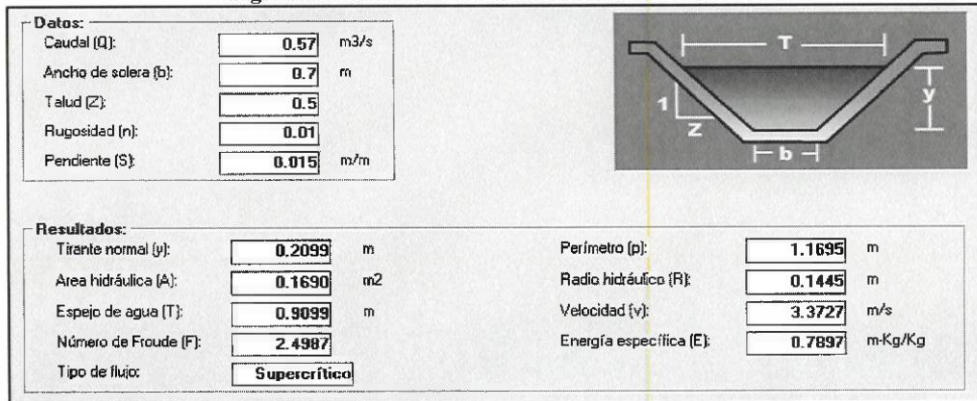 Datos:
Caudal (Q): 0.57 m3/s
Ancho de solera (b): 0.7 m
Talud (Z): 0.5
Rugosidad (n): 0.01
Pendiente (S): 0.015 m/m
T
1
Z
y
b
Resultados:
Tirante normal (y): 0.2099 m Perímetro (p): 1.1695 m
Area hidráulica (A): 0.1690 m2 Radio hidráulico (R): 0.1445 m
Espejo de agua (T): 0.9099 m Velocidad (v): 3.3727 m/s
Número de Froude (F): 2.4987 Energía específica (E): 0.7897 m-Kg/Kg
Tipo de flujo: Supercrítico